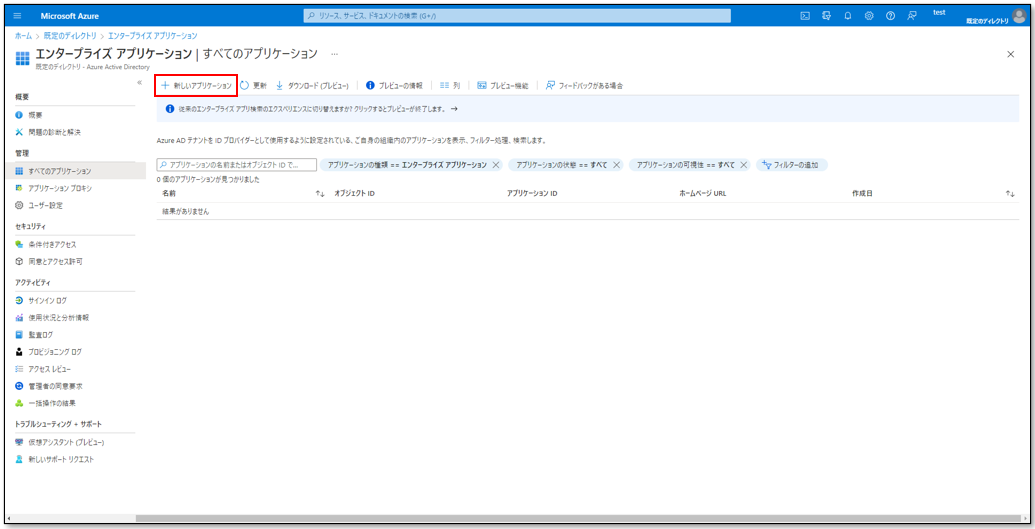 Microsoft Azure
リソース、サービス、ドキュメントの検索 (G+/)
test
既定のディレクトリ
ホーム > 既定のディレクトリ > エンタープライズ アプリケーション
エンタープライズ アプリケーション | すべてのアプリケーション ...
既定のディレクトリ - Azure Active Directory
概要
概要
問題の診断と解決
管理
すべてのアプリケーション
アプリケーション プロキシ
ユーザー設定
セキュリティ
条件付きアクセス
同意とアクセス許可
アクティビティ
サインイン ログ
使用状況と分析情報
監査ログ
プロビジョニング ログ
アクセス レビュー
管理者の同意要求
一括操作の結果
トラブルシューティング + サポート
仮想アシスタント (プレビュー)
新しいサポート リクエスト
新しいアプリケーション 更新 ダウンロード (プレビュー) プレビューの情報 列 プレビュー機能 フィードバックがある場合
従来のエンタープライズ アプリ検索のエクスペリエンスに切り替えますか? クリックするとプレビューが終了します。 →
Azure AD テナントを ID プロバイダーとして使用するように設定されている、ご自身の組織内のアプリケーションを表示、フィルター処理、検索します。
アプリケーションの名前またはオブジェクト ID で... アプリケーションの種類 == エンタープライズ アプリケーション アプリケーションの状態 == すべて アプリケーションの可視性 == すべて フィルターの追加
0 個のアプリケーションが見つかりました
名前 オブジェクト ID アプリケーション ID ホームページ URL 作成日
結果がありません